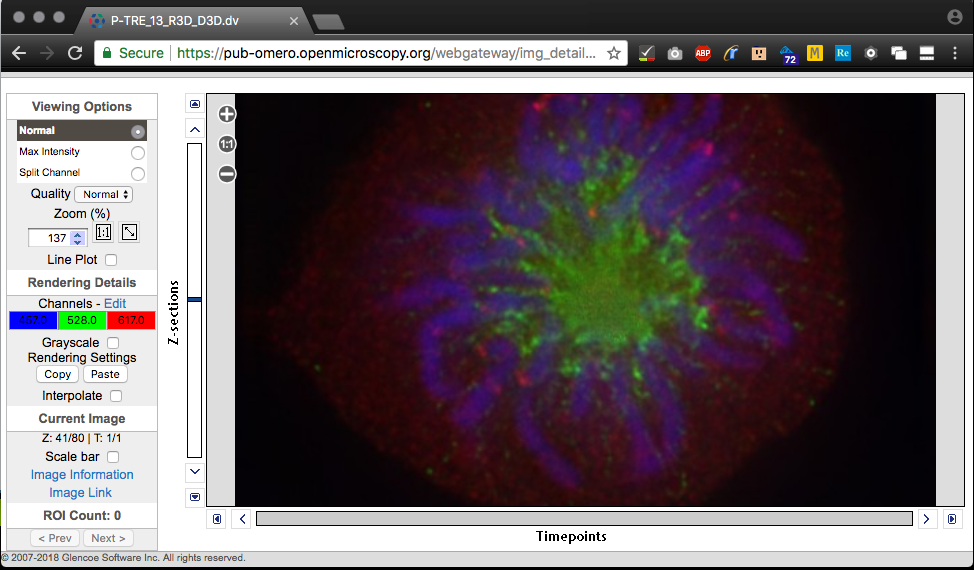 P-TRE_13_R3D_D3D.dv
Secure
https://pub-omero.openmicroscopy.org/webgateway/img_detail...
ABP
72
M
Re
Viewing Options
Normal
Max Intensity
Split Channel
Quality Normal
Zoom (%)
137 1:1
Line Plot
Rendering Details
Channels - Edit
457.0 528.0 617.0
Grayscale
Rendering Settings
Copy Paste
Interpolate
Current Image
Z: 41/80 | T: 1/1
Scale bar
Image Information
Image Link
ROI Count: 0
< Prev Next >
Z-sections
1:1
Timepoints
© 2007-2018 Glencoe Software Inc. All rights reserved.